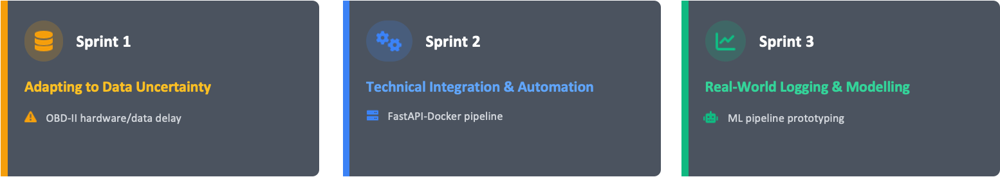 Sprint 1
Adapting to Data Uncertainty
OBD-II hardware/data delay
Sprint 2
Technical Integration & Automation
FastAPI-Docker pipeline
Sprint 3
Real-World Logging & Modelling
ML pipeline prototyping